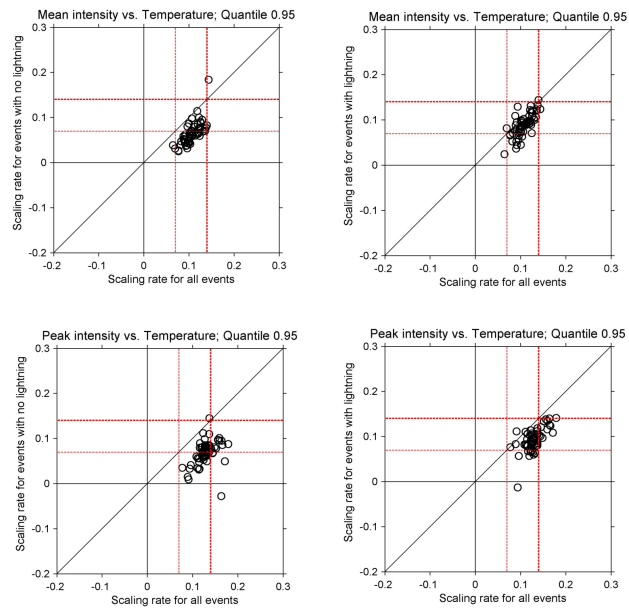 Mean intensity vs. Temperature; Quantile 0.95
Scaling rate for events with no lightning
0.3
0.2
0.1
0
-0.1
-0.2
-0.2 -0.1 0 0.1 0.2 0.3
Scaling rate for all events
Mean intensity vs. Temperature; Quantile 0.95
Scaling rate for events with lightning
0.3
0.2
0.1
0
-0.1
-0.2
-0.2 -0.1 0 0.1 0.2 0.3
Scaling rate for all events
Peak intensity vs. Temperature; Quantile 0.95
Scaling rate for events with no lightning
0.3
0.2
0.1
0
-0.1
-0.2
-0.2 -0.1 0 0.1 0.2 0.3
Scaling rate for all events
Peak intensity vs. Temperature; Quantile 0.95
Scaling rate for events with lightning
0.3
0.2
0.1
0
-0.1
-0.2
-0.2 -0.1 0 0.1 0.2 0.3
Scaling rate for all events